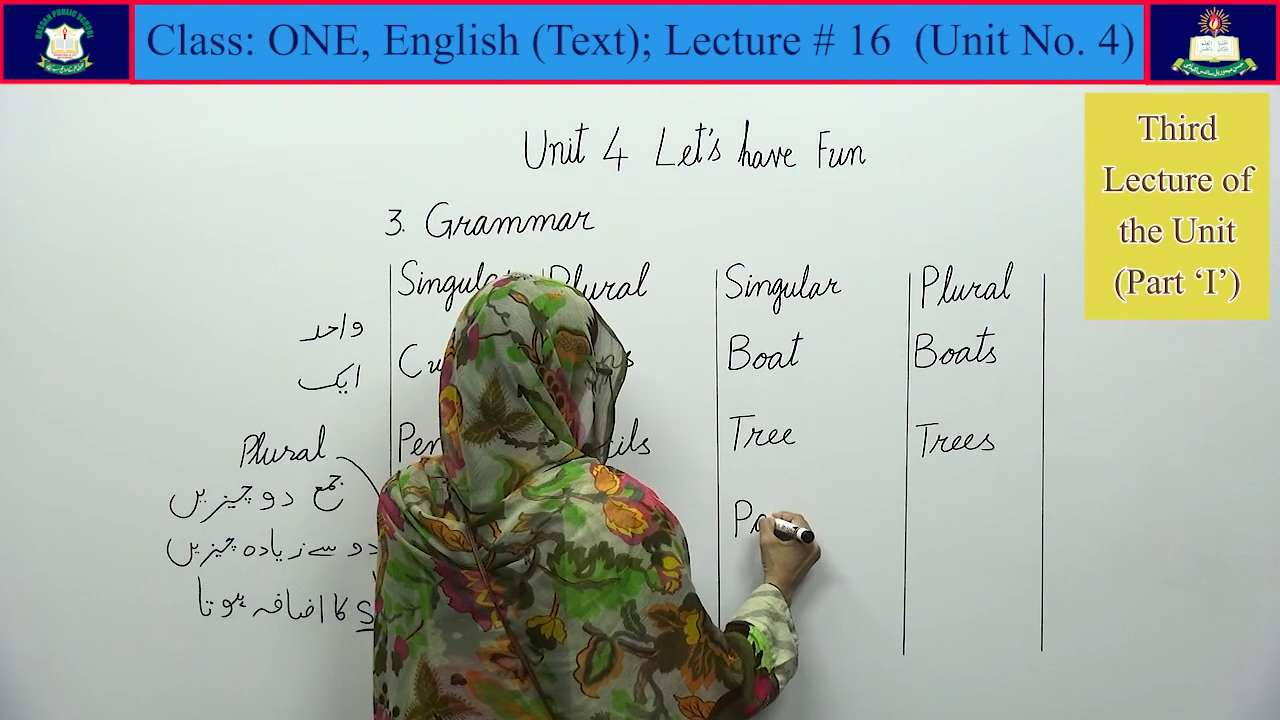 Class: ONE, English (Text); Lecture # 16 (Unit No. 4)
Third
Lecture of
the Unit
(Part ‘I’)
Unit 4 Let's have Fun
3. Grammar
Plural Singular Plural
واحد
Boat Boats
ایک
Tree Trees
Plural
جمع دو چیزیں
دو سے زیادہ چیزیں
S کا اضافہ ہوتا